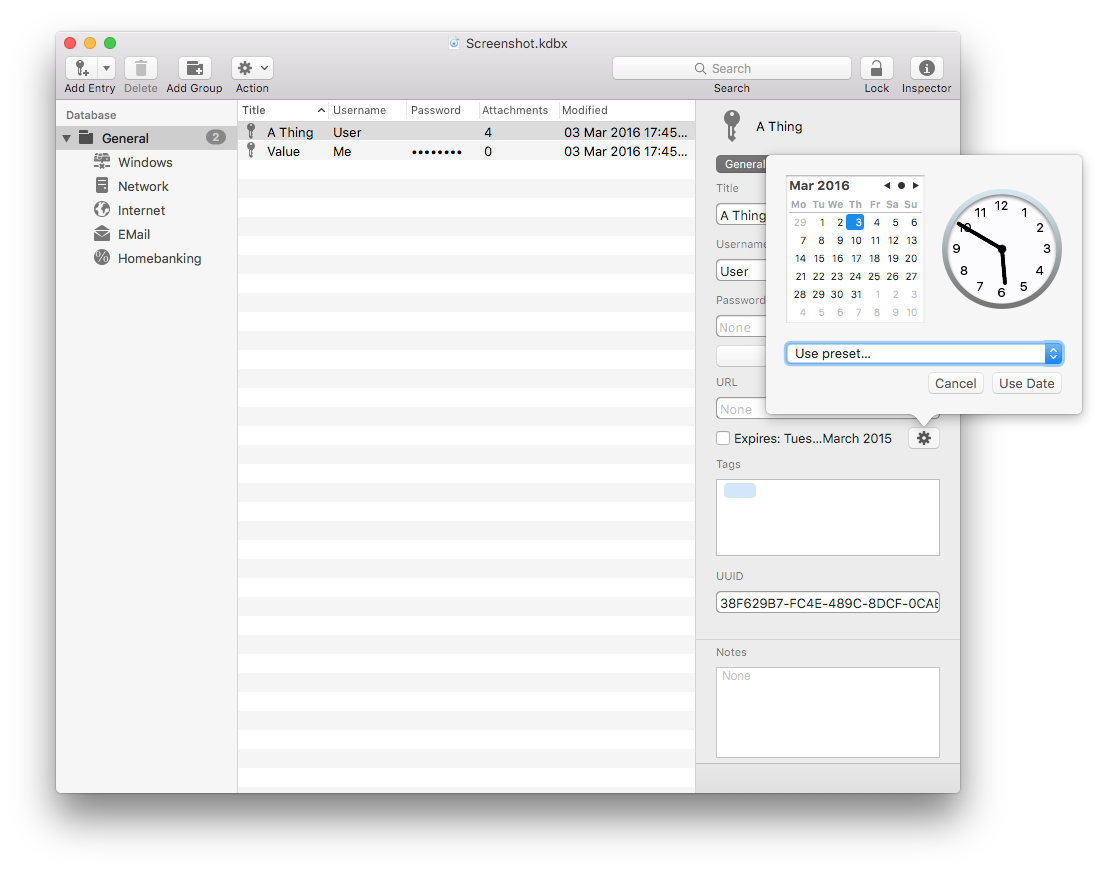 Screenshot.kdbx
Search
Add Entry Delete Add Group Action Search Lock Inspector
Database
General 2
Windows
Network
Internet
EMail
Homebanking
Title Username Password Attachments Modified
A Thing User 4 03 Mar 2016 17:45...
Value Me •••••••• 0 03 Mar 2016 17:45...
A Thing
General
Title
A Thing
Username
User
Password
None
URL
None
Mar 2016
Mo Tu We Th Fr Sa Su
29 1 2 3 4 5 6
7 8 9 10 11 12 13
14 15 16 17 18 19 20
21 22 23 24 25 26 27
28 29 30 31 1 2 3
4 5 6 7 8 9 10
12 1 2 3 4 5 6 7 8 9 10 11
Use preset...
Cancel Use Date
Expires: Tues...March 2015
Tags
UUID
38F629B7-FC4E-489C-8DCF-0CAE
Notes
None